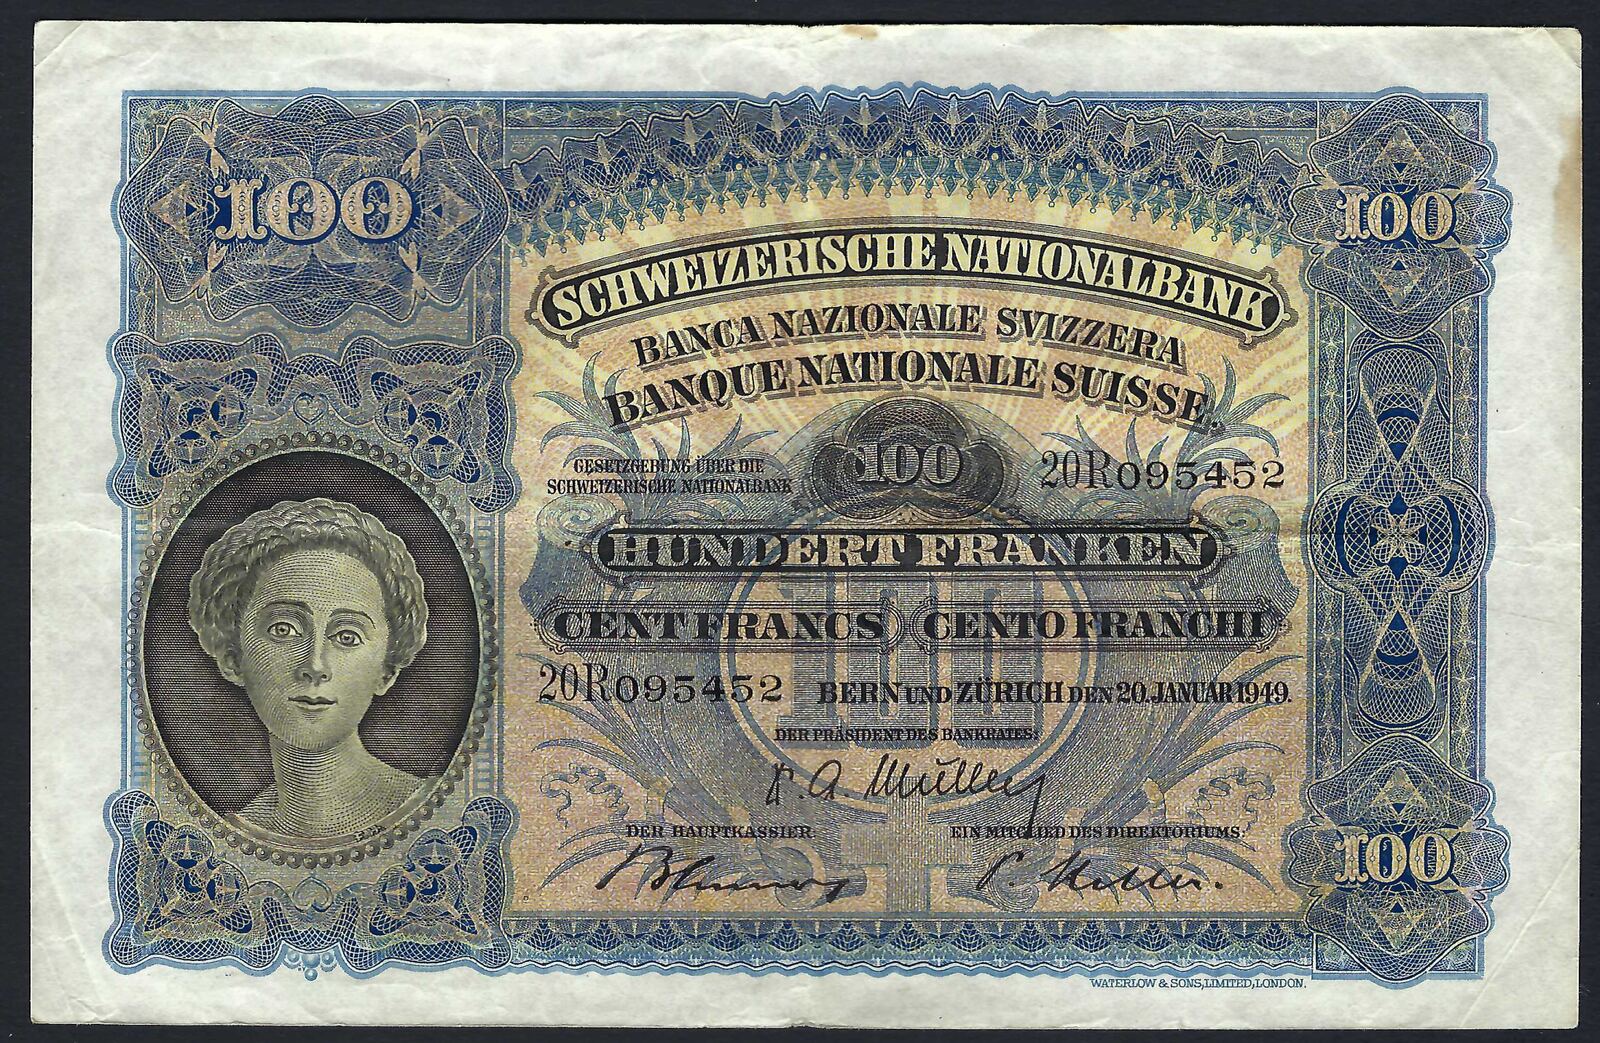 100
100
SCHWEIZERISCHE NATIONALBANK
BANCA NAZIONALE SVIZZERA
BANQUE NATIONALE SUISSE.
GESETZGEBUNG ÜBER DIE
SCHWEIZERISCHE NATIONALBANK
100
20R095452
HUNDERT FRANKEN
100
CENT FRANCS CENTO FRANCHI
20R095452
BERN UND ZÜRICH DEN 20. JANUAR 1949.
DER PRÄSIDENT DES BANKRATES:
Müller
DER HAUPTKASSIER
EIN MITGLIED DES DIREKTORIUMS:
100
WATERLOW & SONS, LIMITED, LONDON.